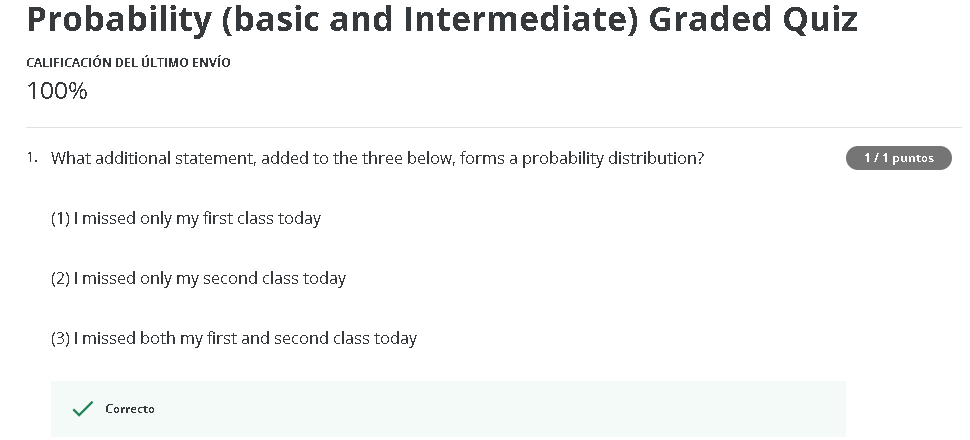 Probability (basic and Intermediate) Graded Quiz
CALIFICACIÓN DEL ÚLTIMO ENVÍO
100%
1. What additional statement, added to the three below, forms a probability distribution?
1 / 1 puntos
(1) I missed only my first class today
(2) I missed only my second class today
(3) I missed both my first and second class today
Correcto